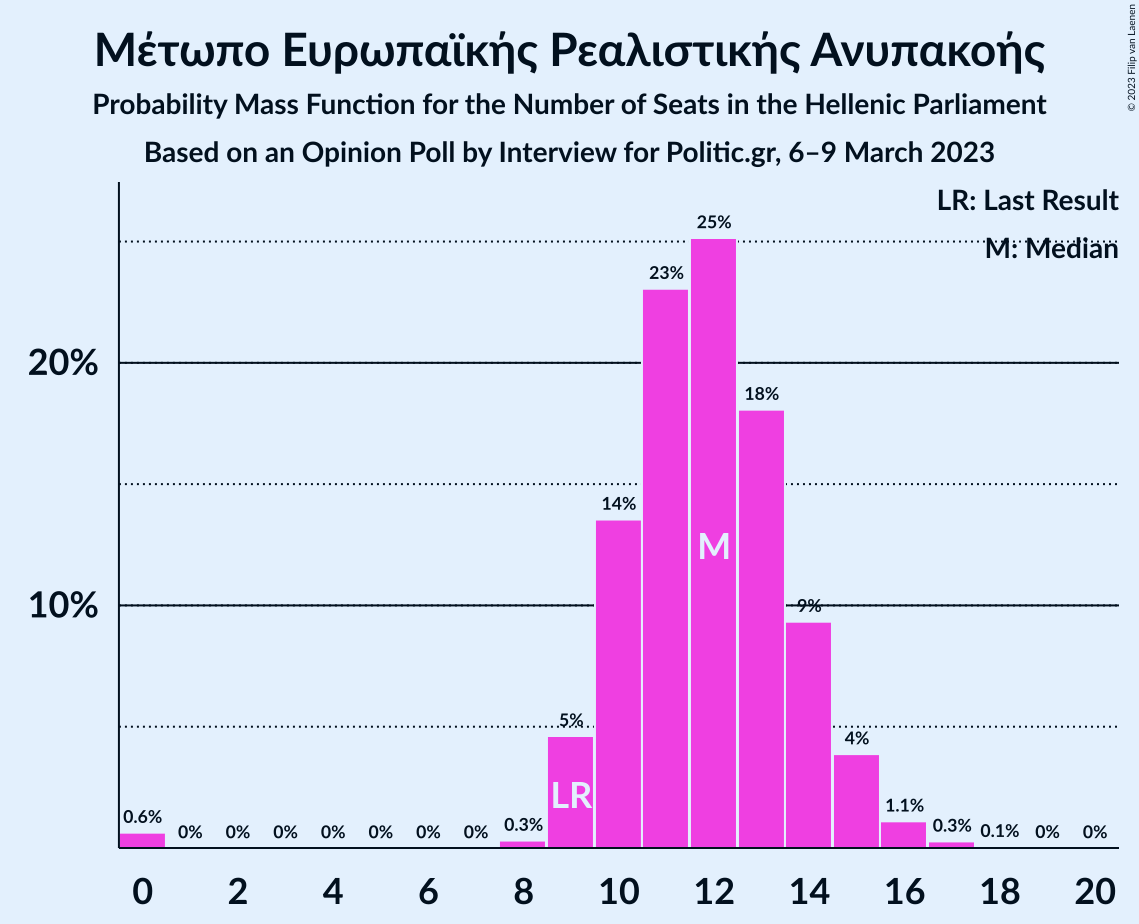 Μέτωπο Ευρωπαϊκής Ρεαλιστικής Ανυπακοής
Probability Mass Function for the Number of Seats in the Hellenic Parliament
Based on an Opinion Poll by Interview for Politic.gr, 6–9 March 2023
© 2023 Filip van Laenen
LR: Last Result
M: Median
25%
23%
20%
18%
14%
M
10%
9%
5%
4%
LR
1.1%
0.6%
0% 0% 0% 0% 0% 0% 0%
0.3%
0.3%
0.1%
0% 0%
0 2 4 6 8 10 12 14 16 18 20